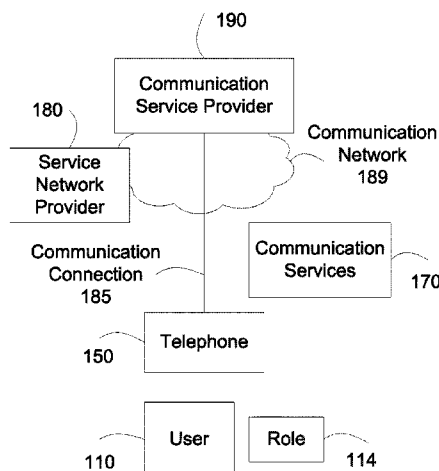 190
Communication
Service Provider
180
Service
Network
Provider
Communication
Network
189
Communication
Connection
185
Communication
Services
170
150
Telephone
110
User
Role
114